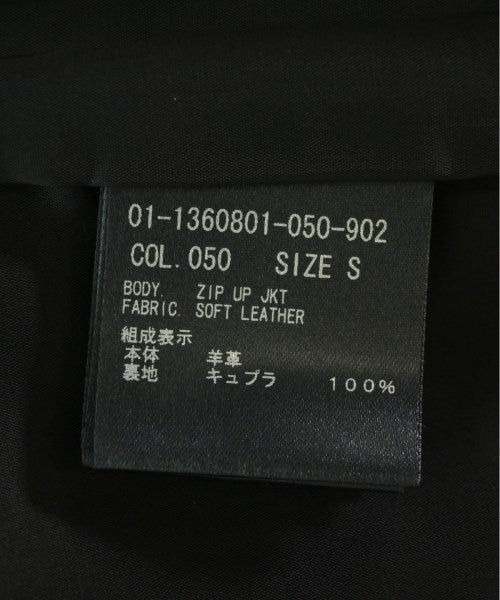 01-1360801-050-902
COL.050 SIZE S
BODY. ZIP UP JKT
FABRIC. SOFT LEATHER
組成表示
本体 羊革
裏地 キュプラ 100%